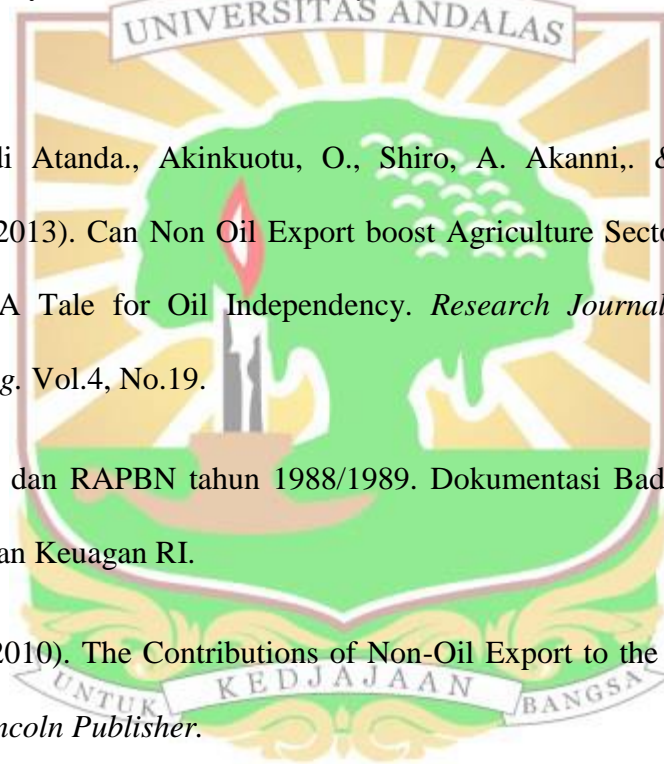 UNIVERSITAS ANDALAS
di Atanda., Akinkuotu, O., Shiro, A. Akanni,. &
2013). Can Non Oil Export boost Agriculture Secto
A Tale for Oil Independency. Research Journal
g. Vol.4, No.19.
dan RAPBN tahun 1988/1989. Dokumentasi Bad
an Keuagan RI.
2010). The Contributions of Non-Oil Export to the
UNTUK KEDJAJAAN BANGSA
ncoln Publisher.